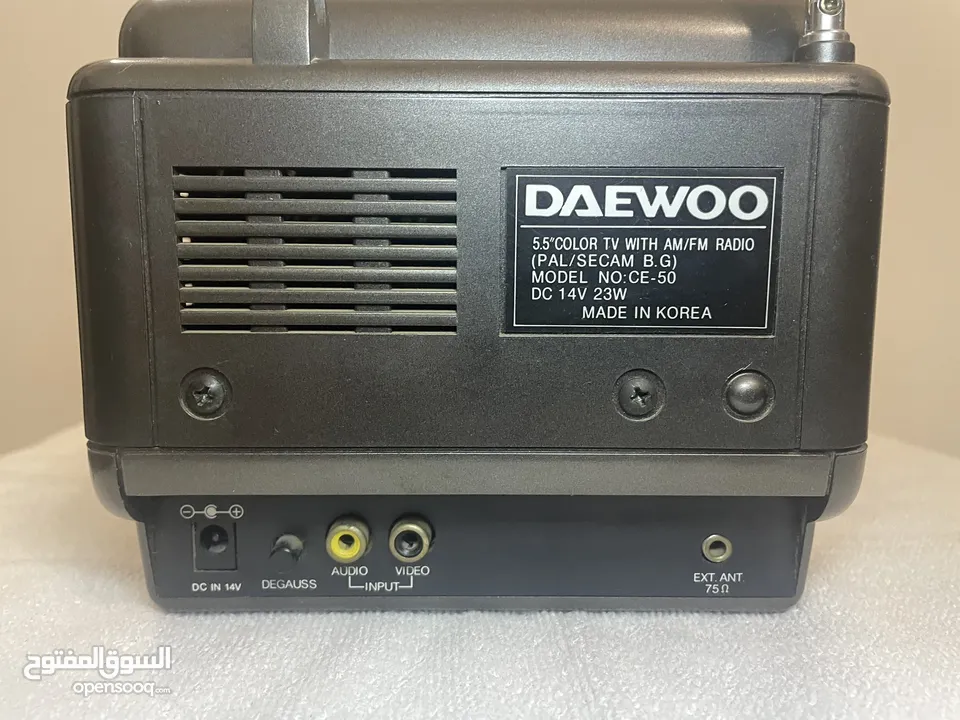 DAEWOO
5.5"COLOR TV WITH AM/FM RADIO
(PAL/SECAM B.G)
MODEL NO:CE-50
DC 14V 23W
MADE IN KOREA
DC IN 14V
DEGAUSS
AUDIO
VIDEO
INPUT
EXT. ANT.
75Ω
السوق المفتوح
opensooq.com